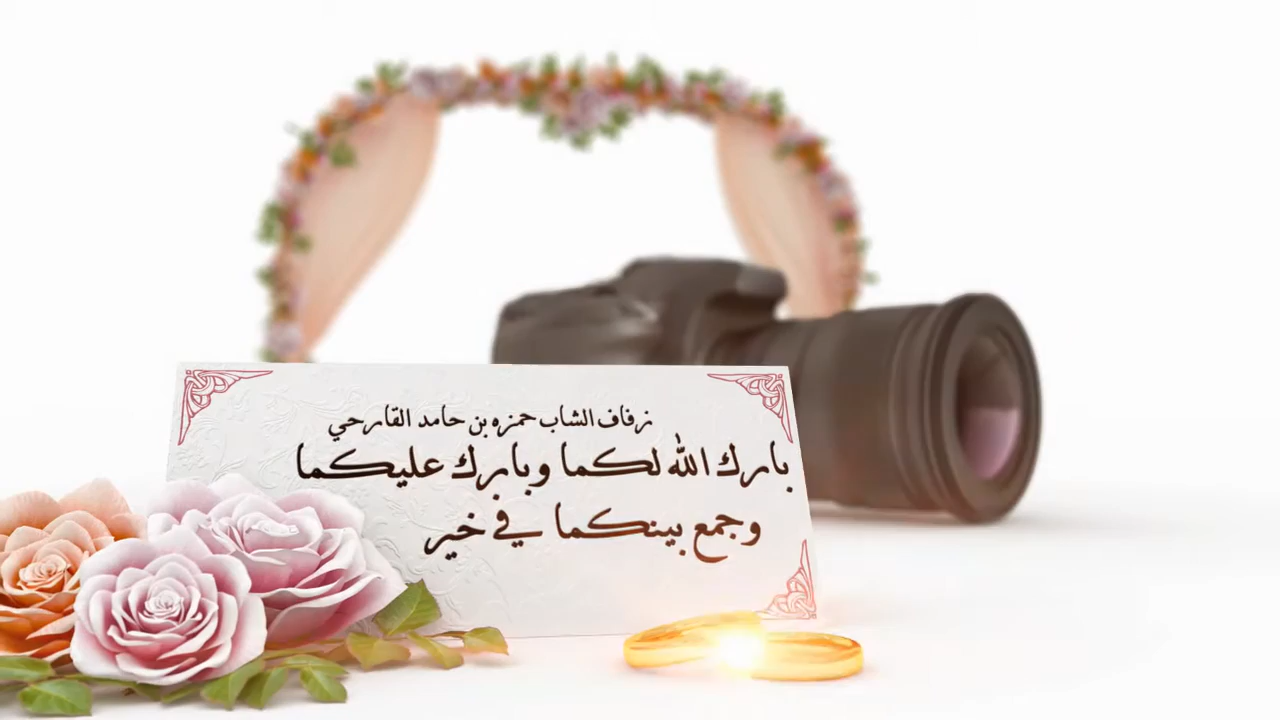 زفاف الشاب حمزه بن حامد القارحي
بارك الله لكما وبارك عليكما
وجمع بينكما في خير